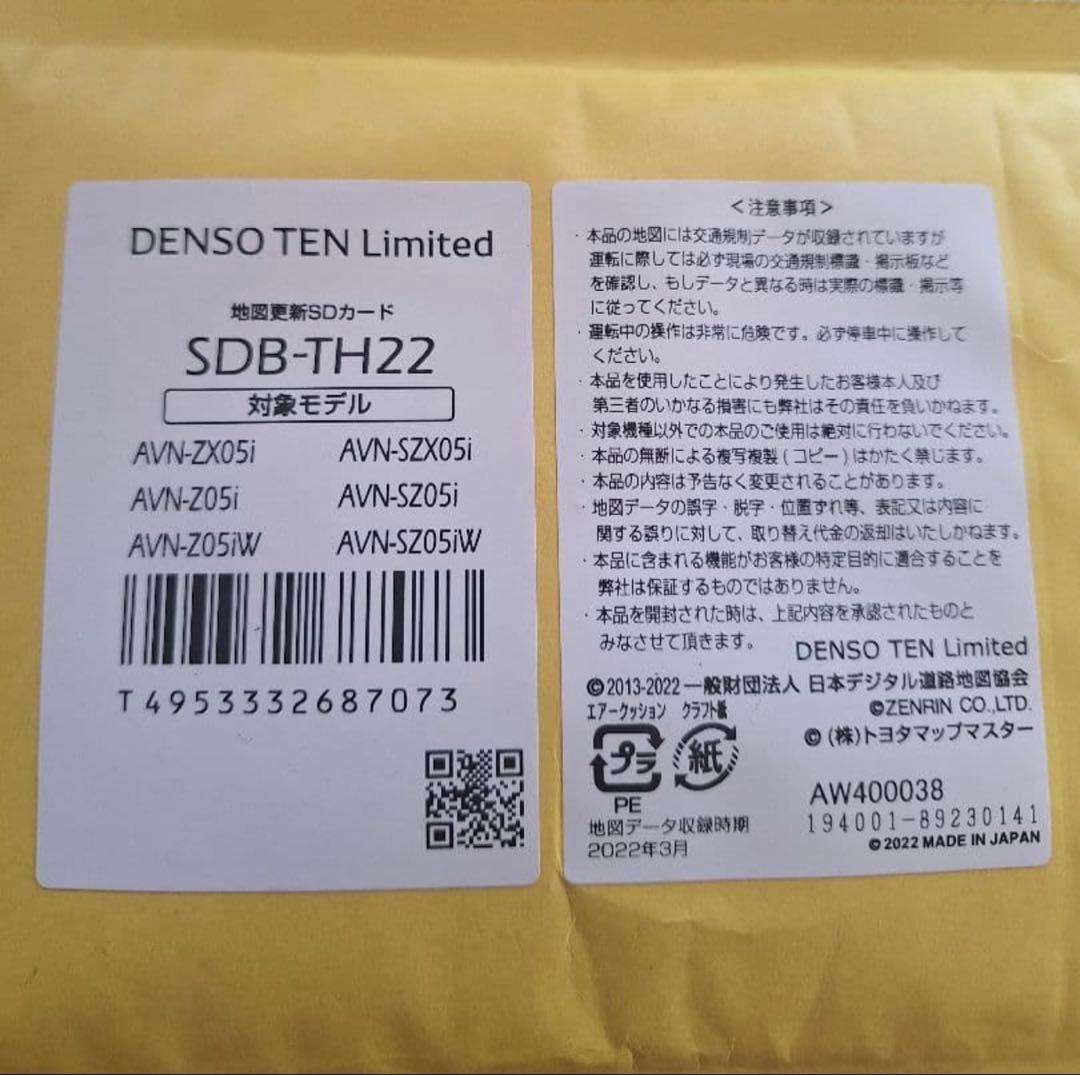 DENSO TEN Limited
地図更新SDカード
SDB-TH22
対象モデル
AVN-ZX05i AVN-SZX05i
AVN-Z05i AVN-SZ05i
AVN-Z05iW AVN-SZ05iW
T4953332687073
<注意事項>
・本品の地図には交通規制データが収録されていますが
運転に際しては必ず現場の交通規制標識・掲示板など
を確認し、もしデータと異なる時は実際の標識・掲示等
に従ってください。
・運転中の操作は非常に危険です。必ず停車中に操作して
ください。
・本品を使用したことにより発生したお客様本人及び
第三者のいかなる損害にも弊社はその責任を負いかねます。
・対象機種以外での本品のご使用は絶対に行わないでください。
・本品の無断による複写複製(コピー)はかたく禁じます。
・本品の内容は予告なく変更されることがあります。
・地図データの誤字・脱字・位置ずれ等、表記又は内容に
関する誤りに対して、取り替え代金の返却はいたしかねます。
・本品に含まれる機能がお客様の特定目的に適合することを
弊社は保証するものではありません。
・本品を開封された時は、上記内容を承認されたものと
みなさせて頂きます。
DENSO TEN Limited
©2013-2022 一般財団法人 日本デジタル道路地図協会
©ZENRIN CO.,LTD.
©(株)トヨタマップマスター
エアークッション クラフト紙
プラ 紙
PE
地図データ収録時期
2022年3月
AW400038
194001-89230141
©2022 MADE IN JAPAN